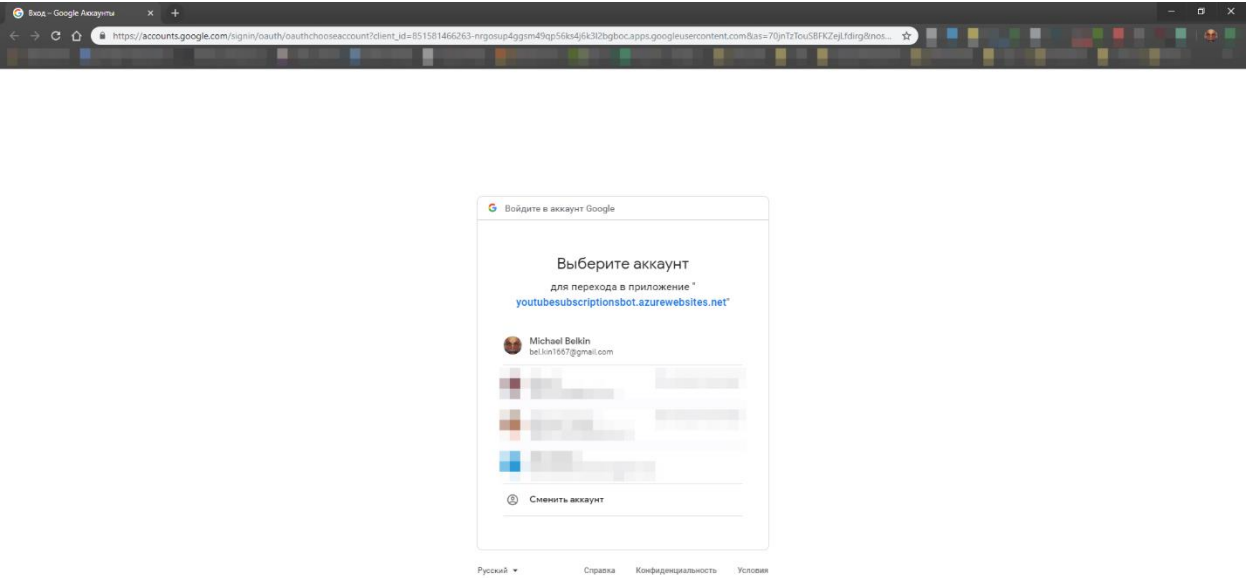 Вход – Google Аккаунты
https://accounts.google.com/signin/oauth/oauthchooseaccount?client_id=851581466263-nrgosup4ggsm49qp56ks4j6k3l2bgboc.apps.googleusercontent.com&as=70jnTzTouSBFKZejLfdirg&nos...
Войдите в аккаунт Google
Выберите аккаунт
для перехода в приложение "
youtubesubscriptionsbot.azurewebsites.net"
Michael Belkin
bel.kin1667@gmail.com
Сменить аккаунт
Русский Справка Конфиденциальность Условия